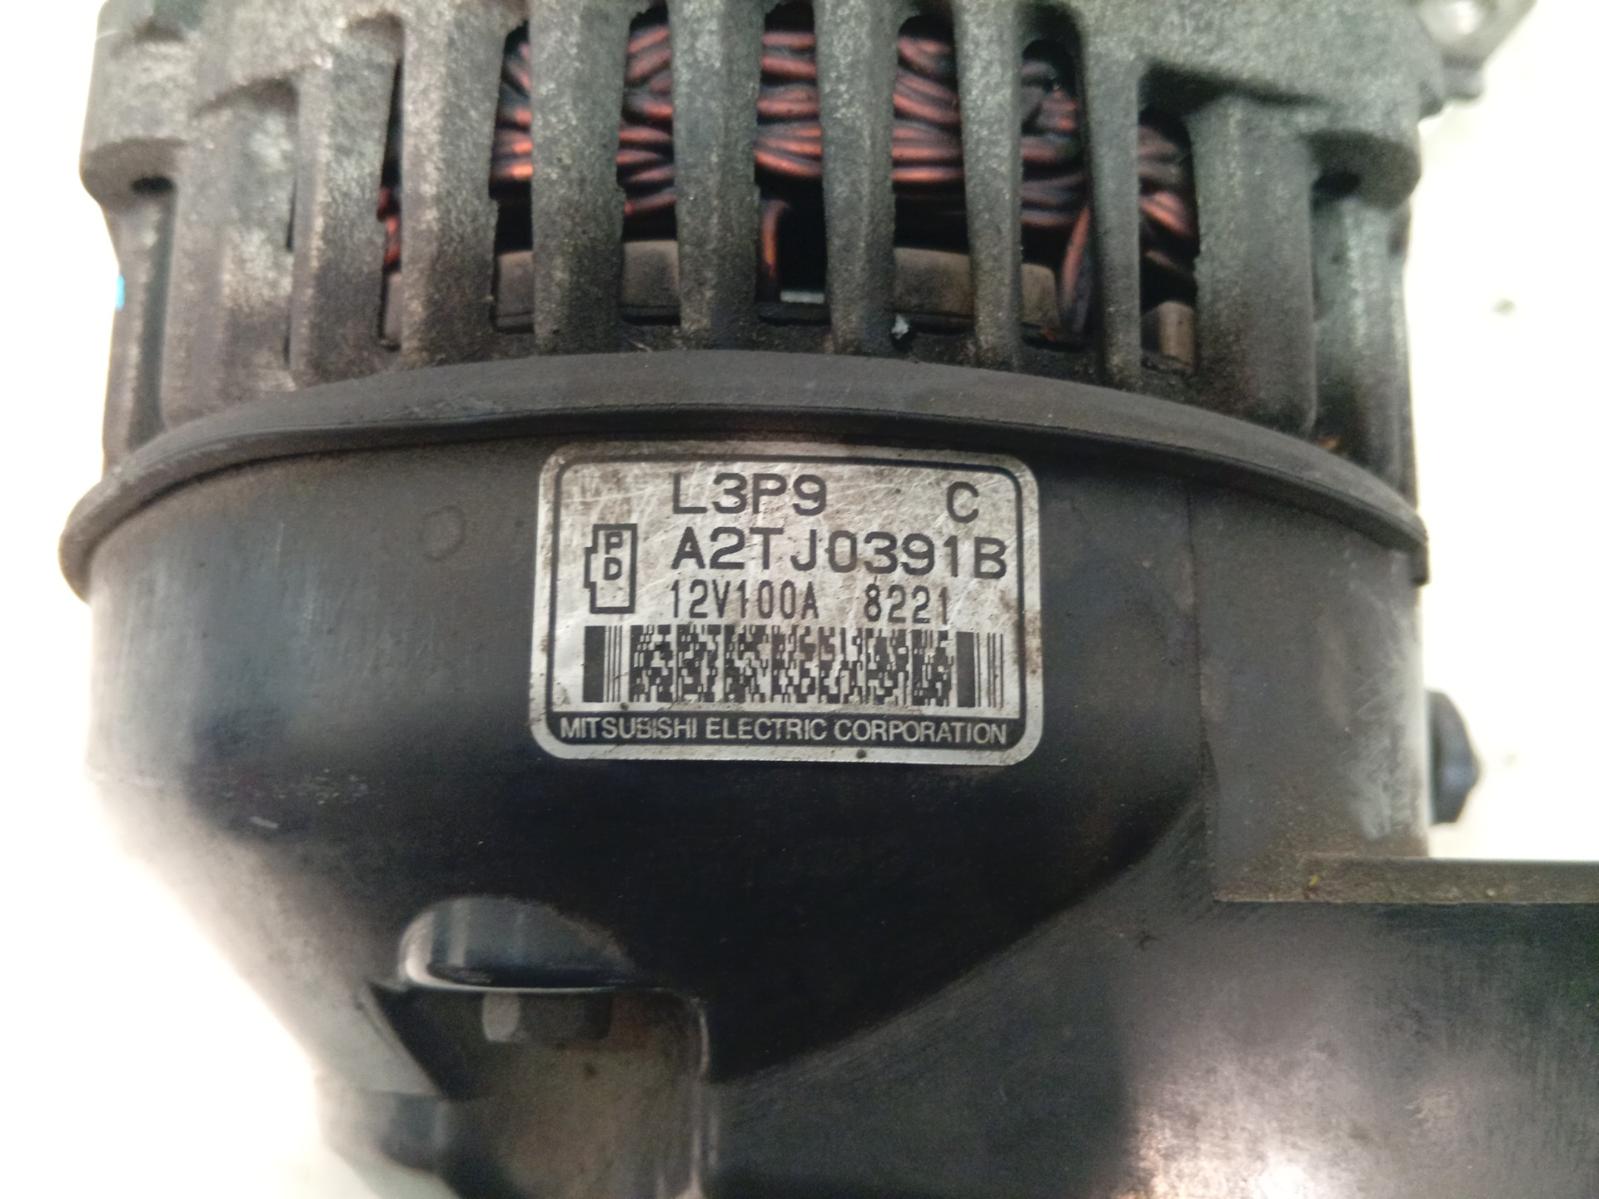 L3P9 C
P D A2TJ0391B
12V100A 8221
MITSUBISHI ELECTRIC CORPORATION